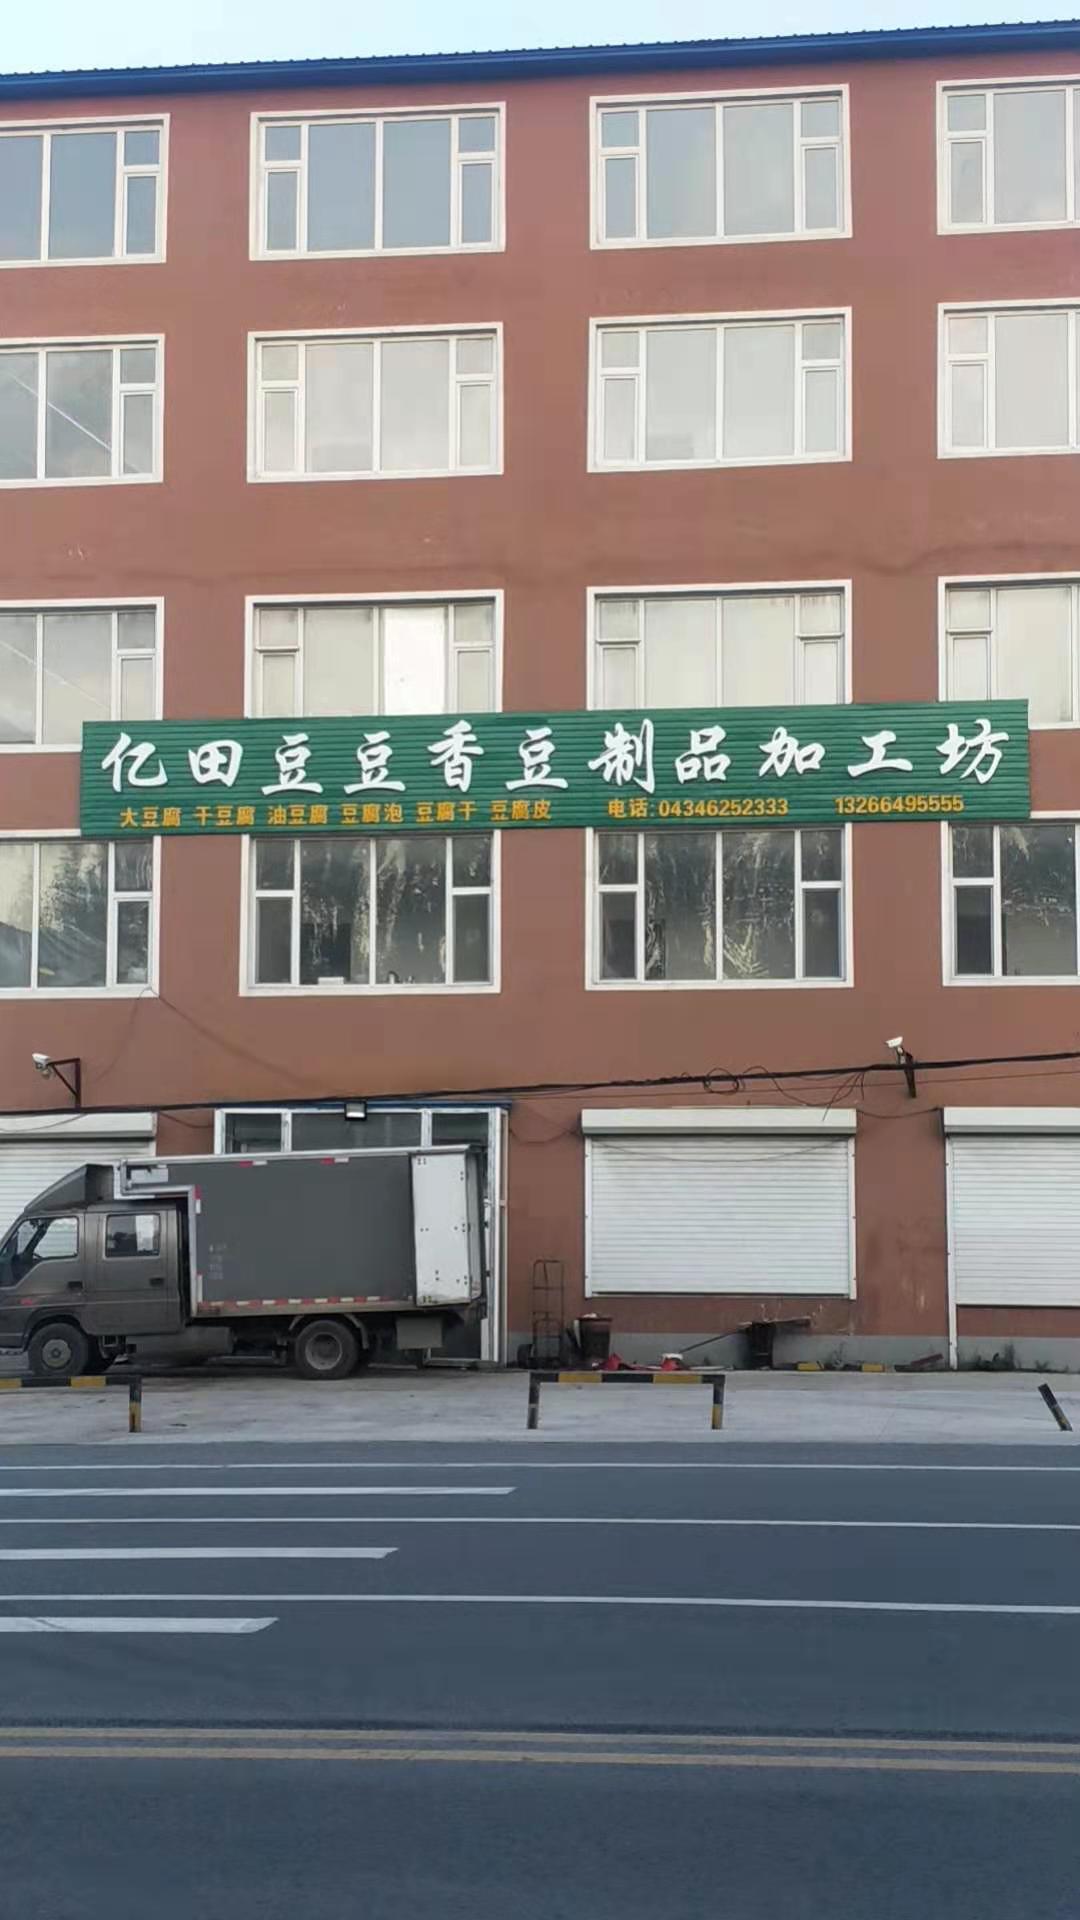 亿田豆豆香豆制品加工坊
大豆腐 干豆腐 油豆腐 豆腐泡 豆腐干 豆腐皮 电话:04346252333 13266495555